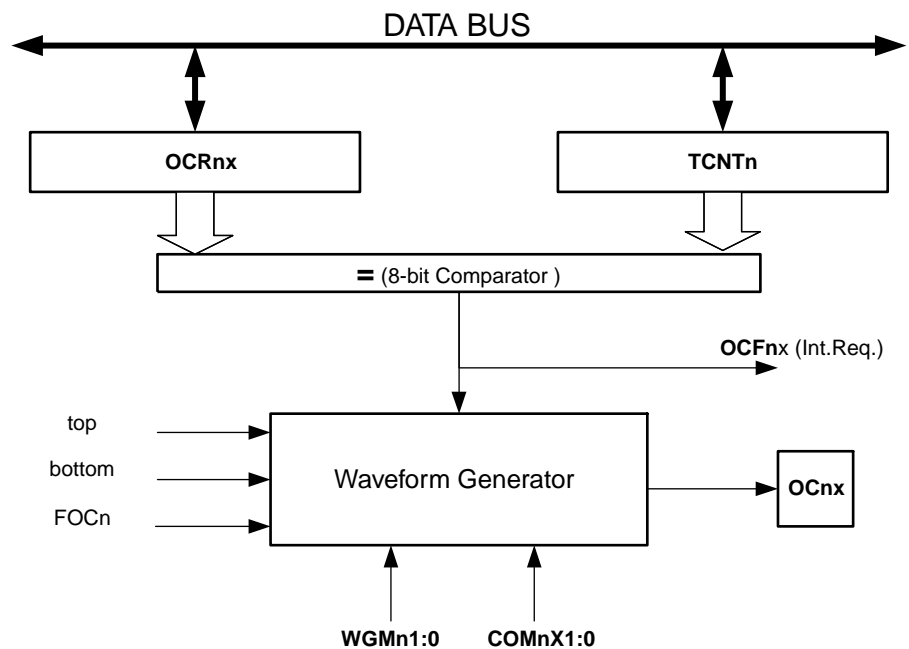 DATA BUS
OCRnx
TCNTn
= (8-bit Comparator )
OCFnx (Int.Req.)
top
bottom
FOCn
Waveform Generator
OCnx
WGMn1:0
COMnX1:0